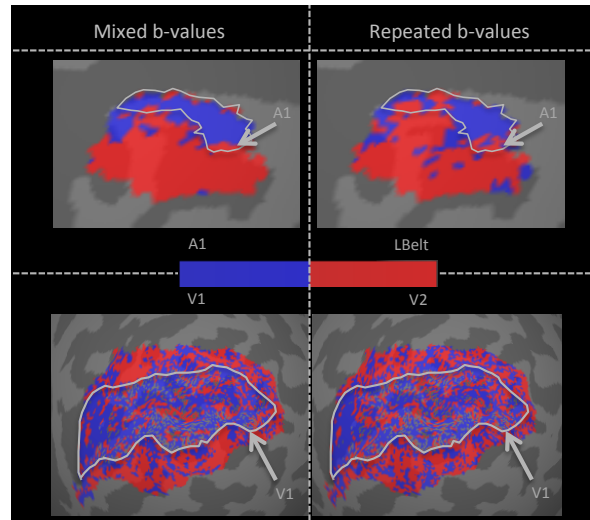 Mixed b-values
Repeated b-values
A1
A1
A1
LBelt
V1
V2
V1
V1